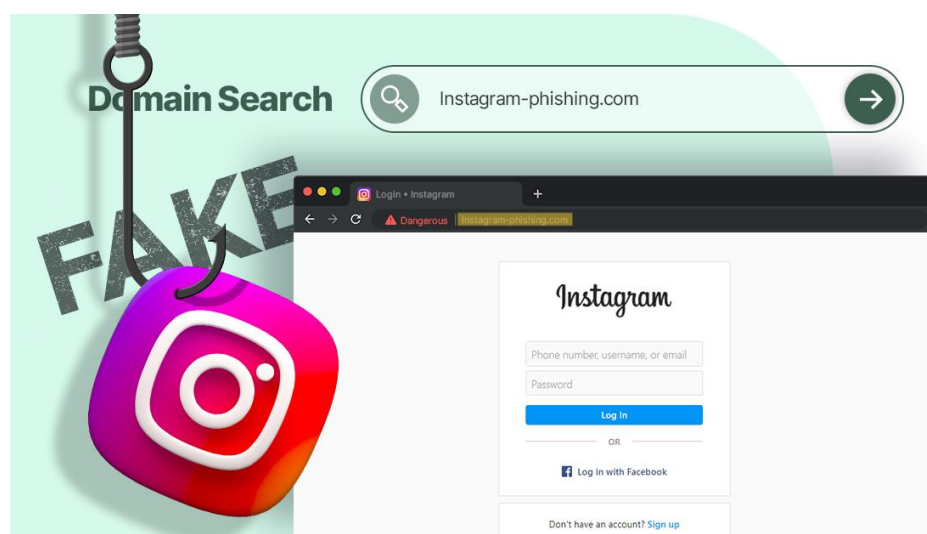 Domain Search
Instagram-phishing.com
FAKE
Login • Instagram
Dangerous
Instagram-phishing.com
Instagram
Phone number, username, or email
Password
Log In
OR
Log in with Facebook
Don't have an account? Sign up